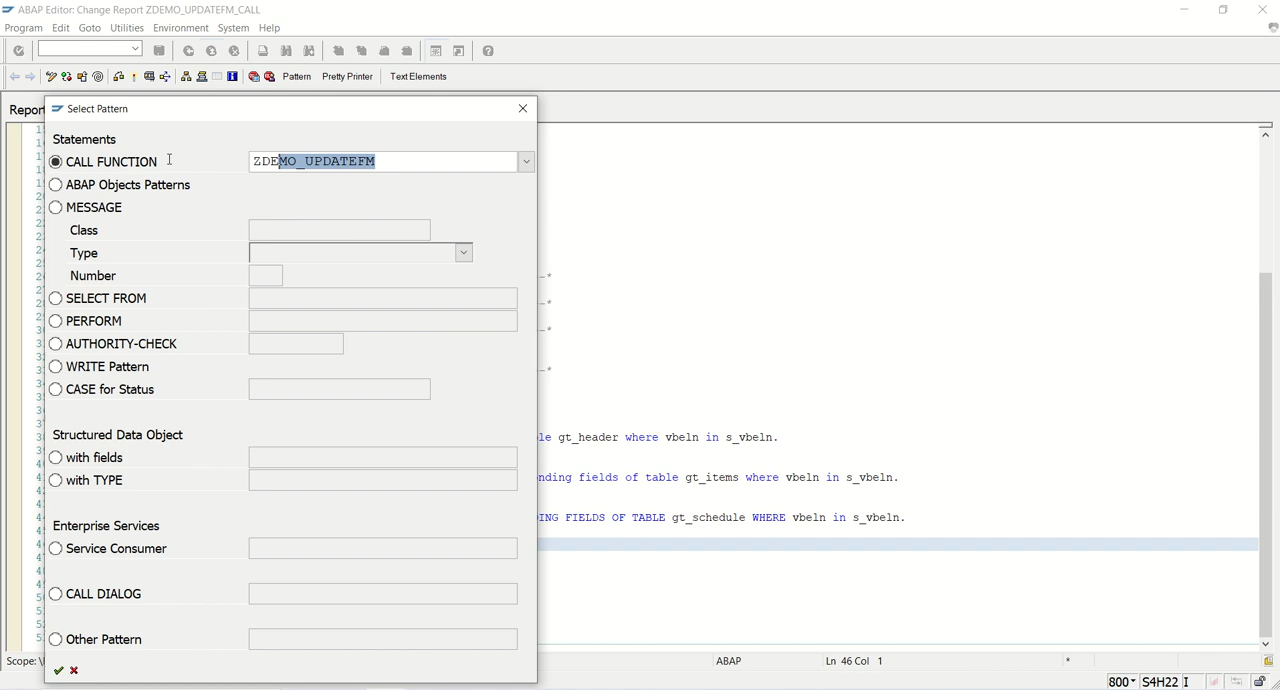 ABAP Editor: Change Report ZDEMO_UPDATEFM_CALL
Program Edit Goto Utilities Environment System Help
Pattern Pretty Printer Text Elements
Report
Select Pattern
Statements
CALL FUNCTION ZDEMO_UPDATEFM
ABAP Objects Patterns
MESSAGE
Class
Type
Number
SELECT FROM
PERFORM
AUTHORITY-CHECK
WRITE Pattern
CASE for Status
Structured Data Object
with fields
with TYPE
Enterprise Services
Service Consumer
CALL DIALOG
Other Pattern
—*
—*
—*
—*
le gt_header where vbeln in s_vbeln.
nding fields of table gt_items where vbeln in s_vbeln.
ING FIELDS OF TABLE gt_schedule WHERE vbeln in s_vbeln.
Scope: \
ABAP
Ln 46 Col 1
*
800 S4H22